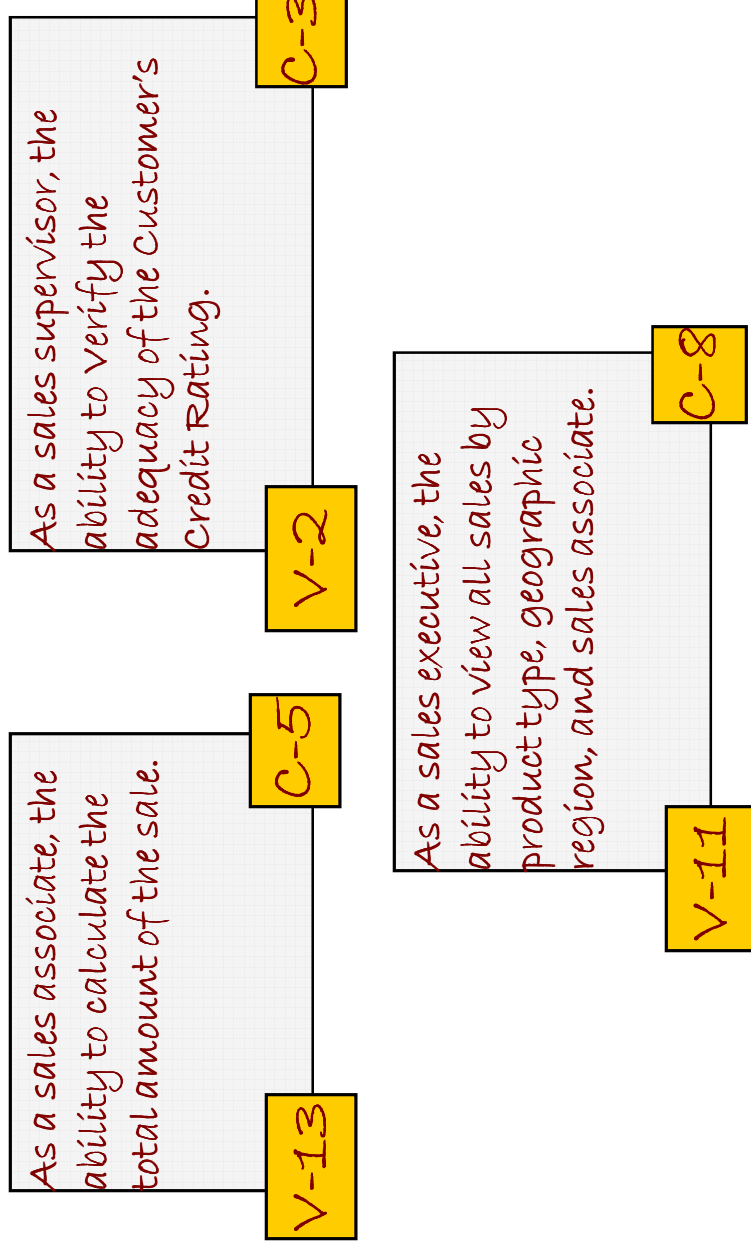 As a sales associate, the
ability to calculate the
total amount of the sale.
V-13
C-5
As a sales supervisor, the
ability to verify the
adequacy of the Customer's
Credit Rating.
V-2
C-3
As a sales executive, the
ability to view all sales by
product type, geographic
region, and sales associate.
V-11
C-8